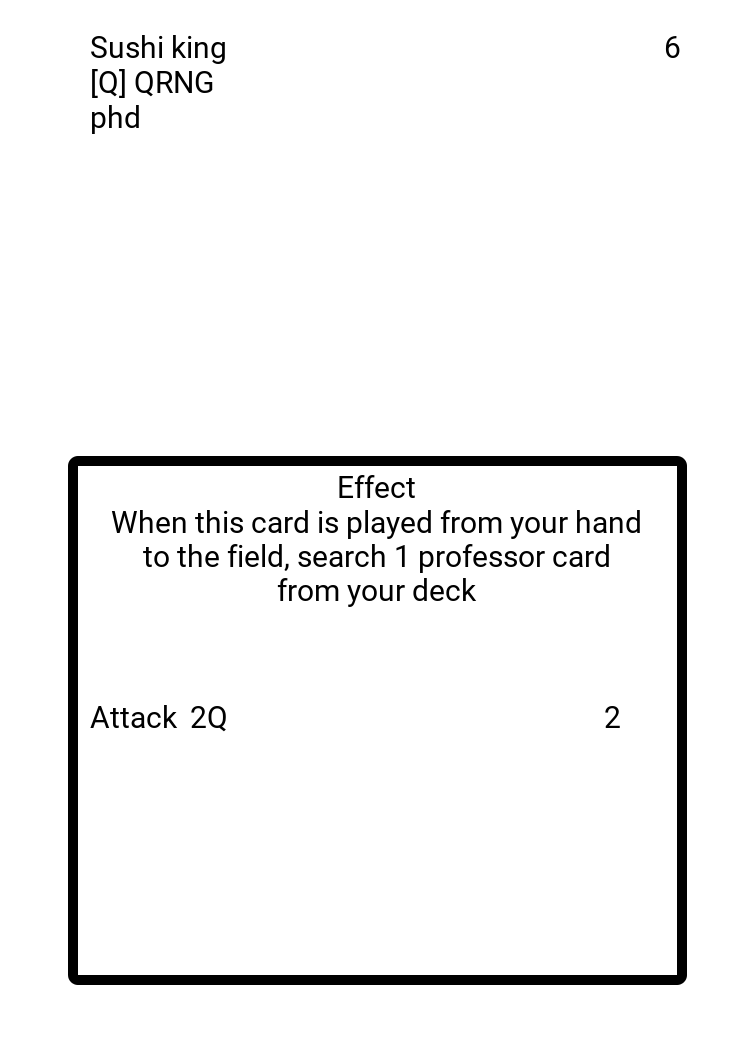 Sushi king 6
[Q] QRNG
phd
Effect
When this card is played from your hand
to the field, search 1 professor card
from your deck
Attack 2Q 2